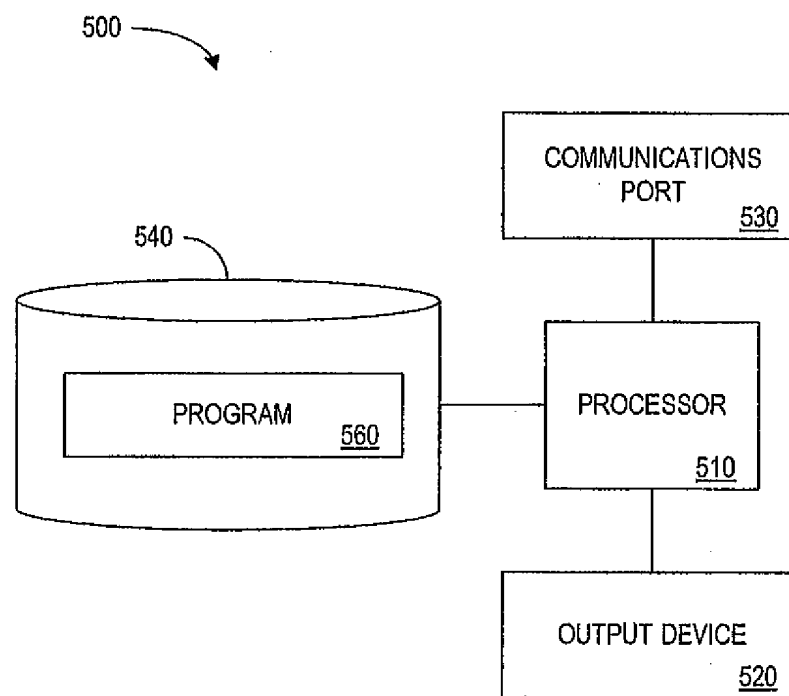 500
COMMUNICATIONS
PORT
530
540
PROGRAM
560
PROCESSOR
510
OUTPUT DEVICE
520